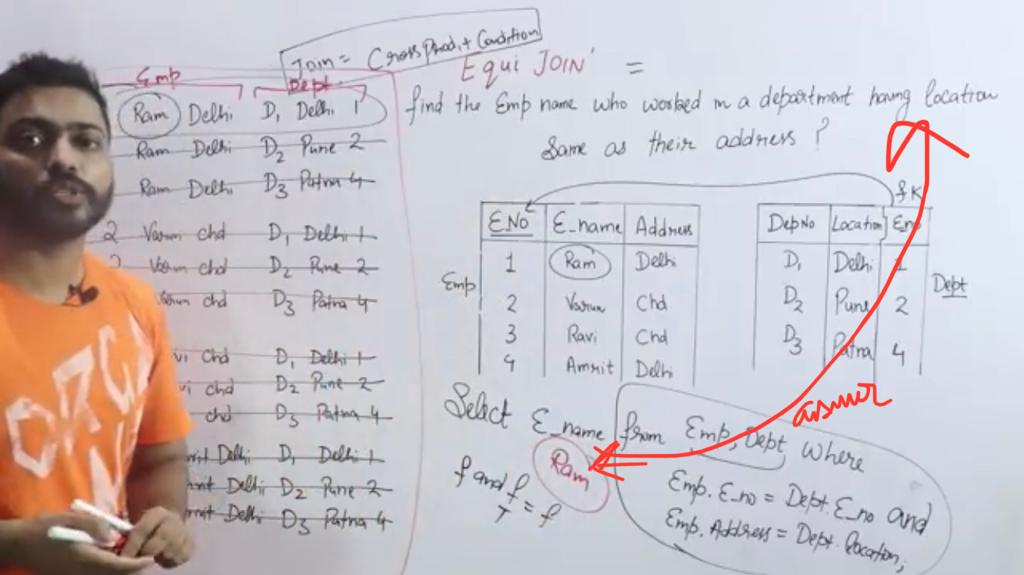 Join = Cross Prod. + Condition
Equi JOIN =
find the Emp name who worked in a department having location
Same as their address ?
Emp Dept
Ram Delhi D1 Delhi 1
Ram Delhi D2 Pune 2
Ram Delhi D3 Patna 4
2 Varun chd D1 Delhi 1
2 Varun chd D2 Pune 2
Varun chd D3 Patna 4
vi Chd D1 Delhi 1
vi chd D2 Pune 2
chd D3 Patna 4
rit Delhi D1 Delhi 1
mrit Delhi D2 Pune 2
mrit Delhi D3 Patna 4
Emp
E_No E_name Address
1 Ram Delhi
2 Varun Chd
3 Ravi Chd
4 Amrit Delhi
fK
DepNo Location E_no
D1 Delhi 1
D2 Pune 2
D3 Patna 4
Dept
answr
Select E_name from Emp, Dept where
Emp. E_no = Dept. E_no and
Emp. Address = Dept. location;
Ram
f and f = f
T